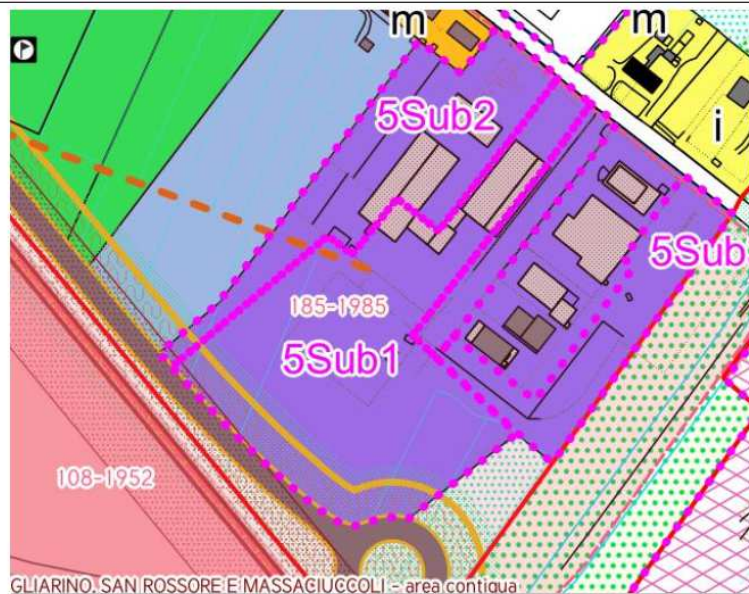 m
m
5Sub2
i
5Sub
185-1985
5Sub1
108-1952
GLIARINO, SAN ROSSORE E MASSACIUCCOLI - area contigua